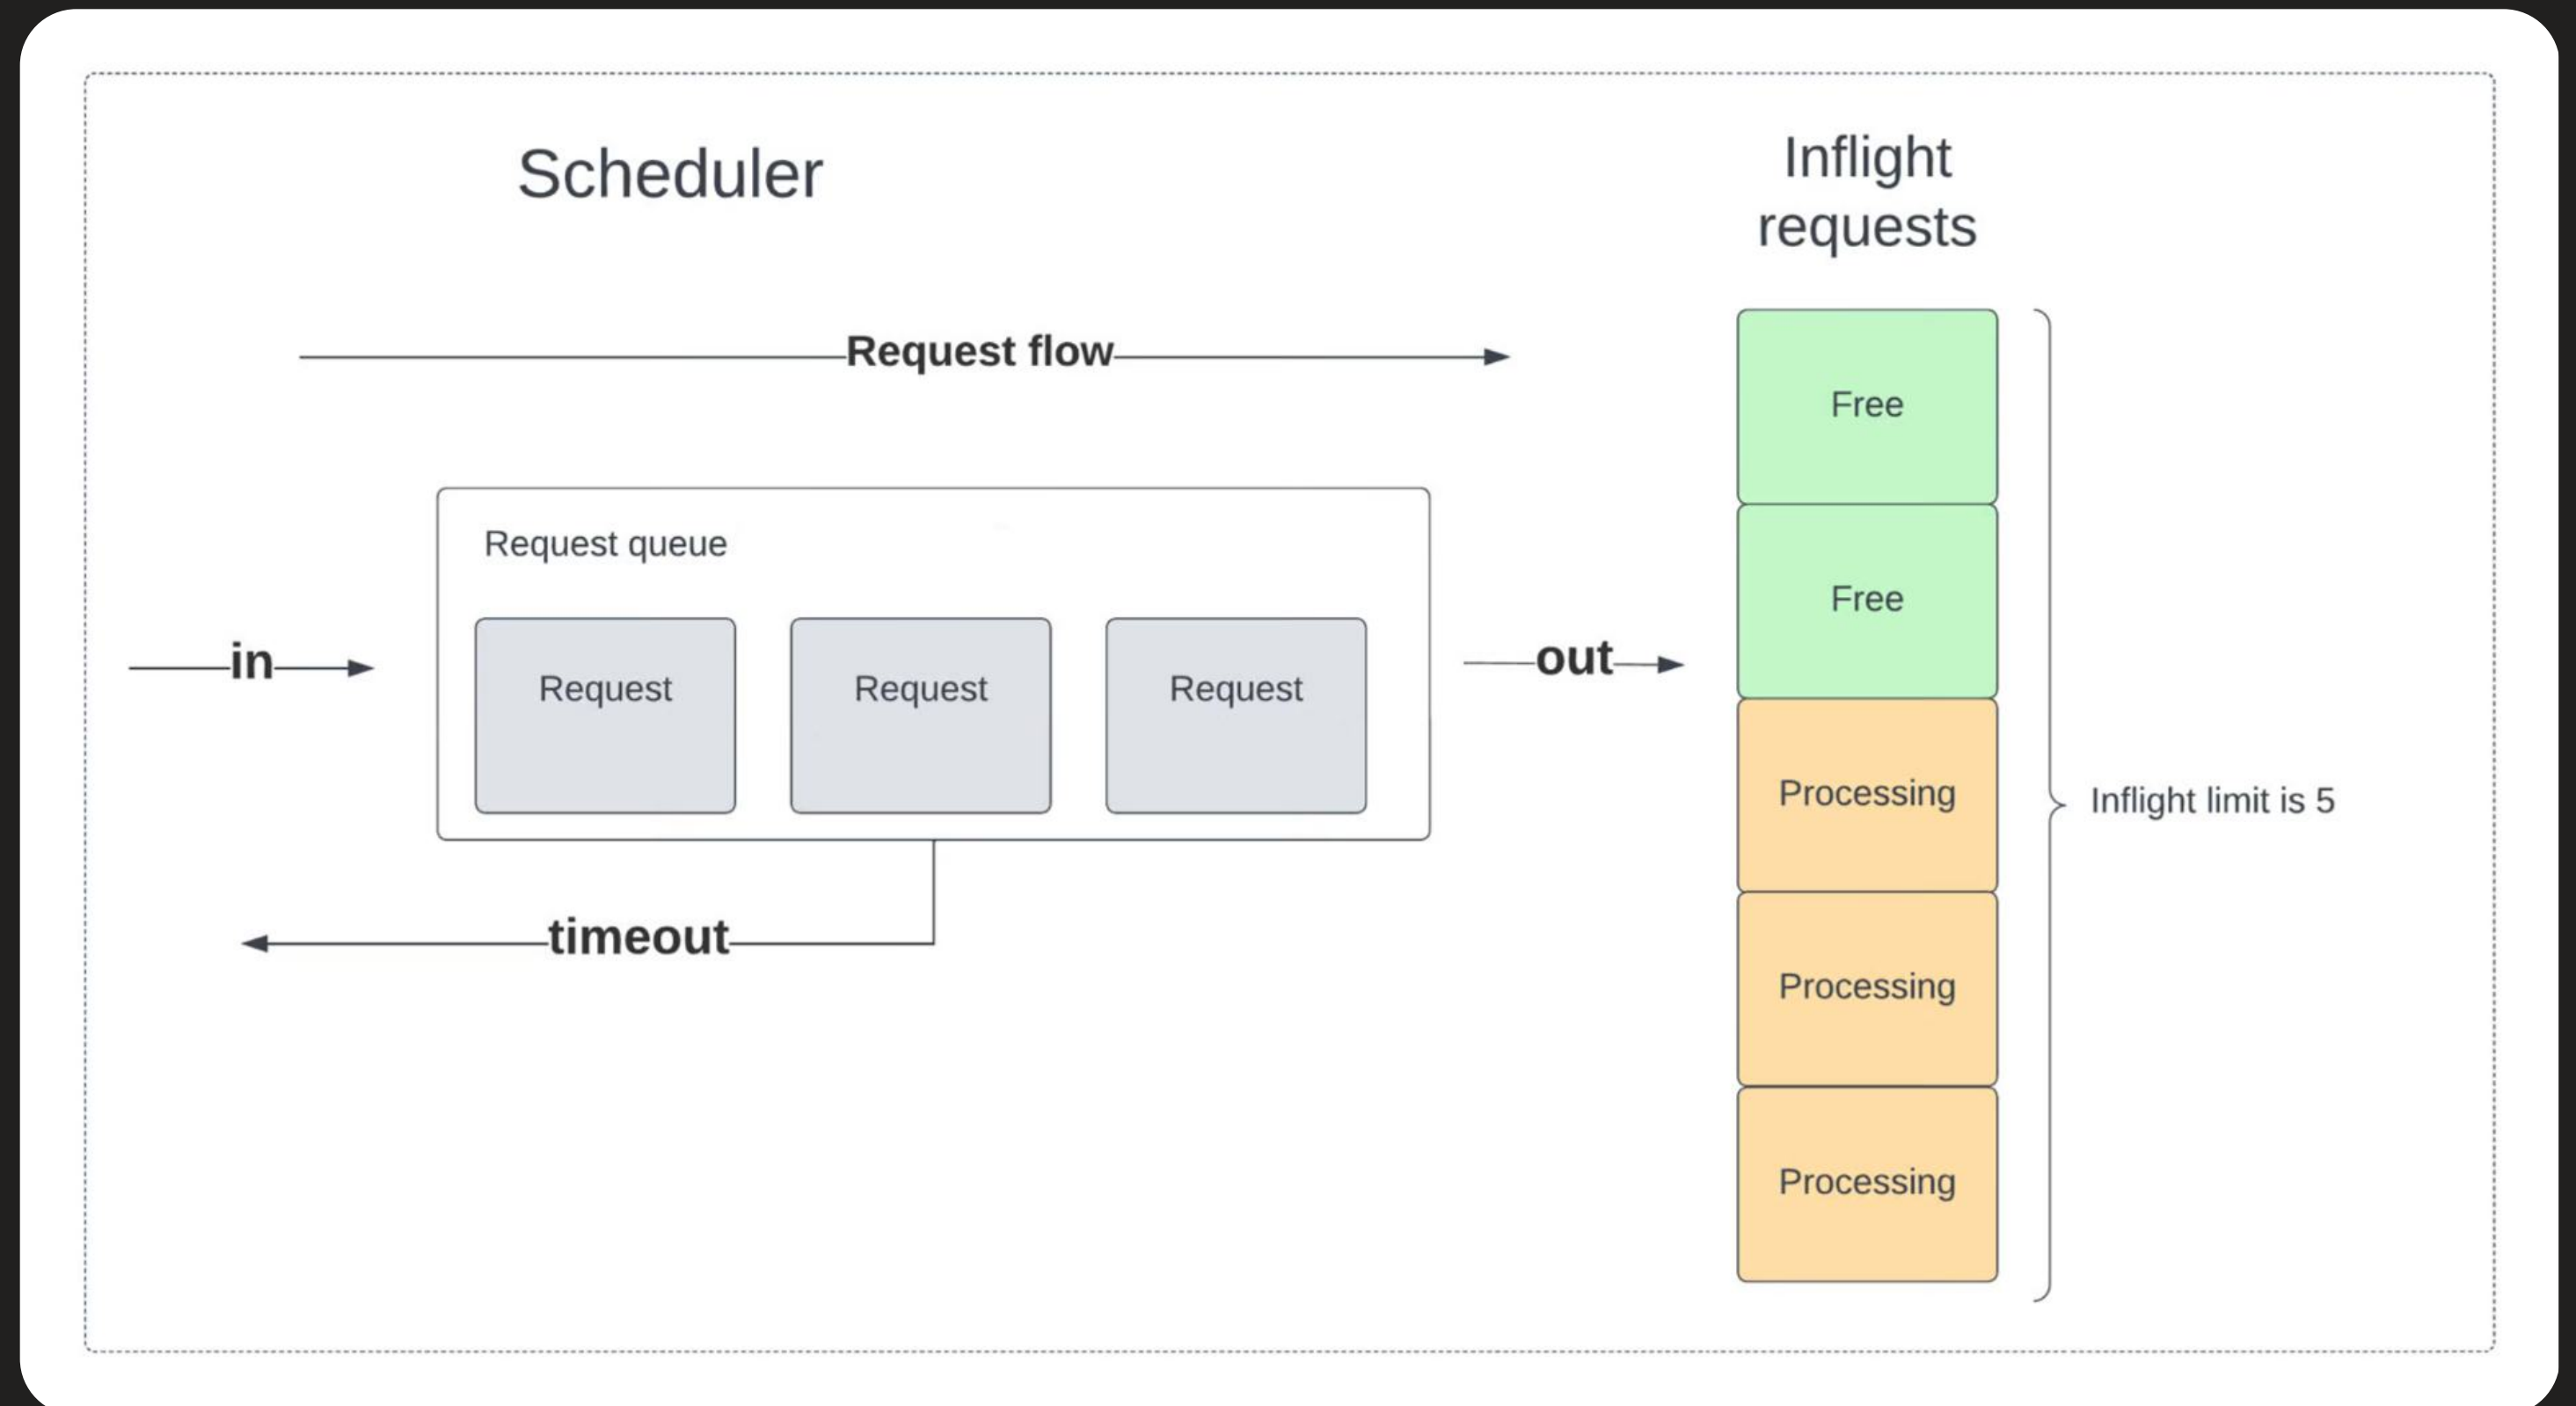 Scheduler
Inflight
requests
Request flow
Request queue
in
Request
Request
Request
out
timeout
Free
Free
Processing
Processing
Processing
Inflight limit is 5